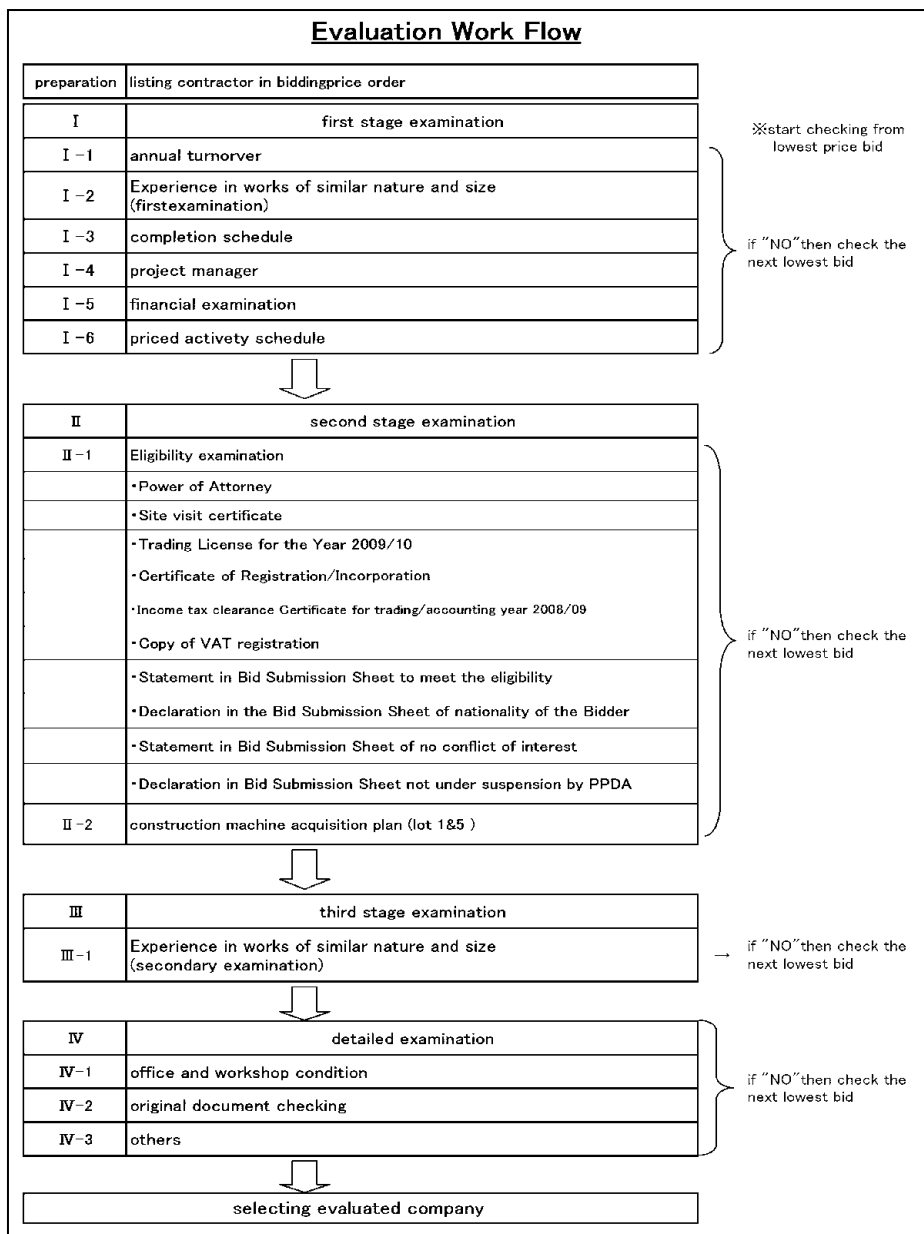 Evaluation Work Flow
preparation listing contractor in biddingprice order
Ⅰ first stage examination
※start checking from
lowest price bid
Ⅰ-1 annual turnorver
Ⅰ-2 Experience in works of similar nature and size
(firstexamination)
Ⅰ-3 completion schedule
if "NO"then check the
next lowest bid
Ⅰ-4 project manager
Ⅰ-5 financial examination
Ⅰ-6 priced activety schedule
Ⅱ second stage examination
Ⅱ-1 Eligibility examination
・Power of Attorney
・Site visit certificate
・Trading License for the Year 2009/10
・Certificate of Registration/Incorporation
・Income tax clearance Certificate for trading/accounting year 2008/09
・Copy of VAT registration
if "NO"then check the
next lowest bid
・Statement in Bid Submission Sheet to meet the eligibility
・Declaration in the Bid Submission Sheet of nationality of the Bidder
・Statement in Bid Submission Sheet of no conflict of interest
・Declaration in Bid Submission Sheet not under suspension by PPDA
Ⅱ-2 construction machine acquisition plan (lot 1&5 )
Ⅲ third stage examination
Ⅲ-1 Experience in works of similar nature and size
(secondary examination)
→ if "NO"then check the
next lowest bid
Ⅳ detailed examination
Ⅳ-1 office and workshop condition
if "NO"then check the
next lowest bid
Ⅳ-2 original document checking
Ⅳ-3 others
selecting evaluated company